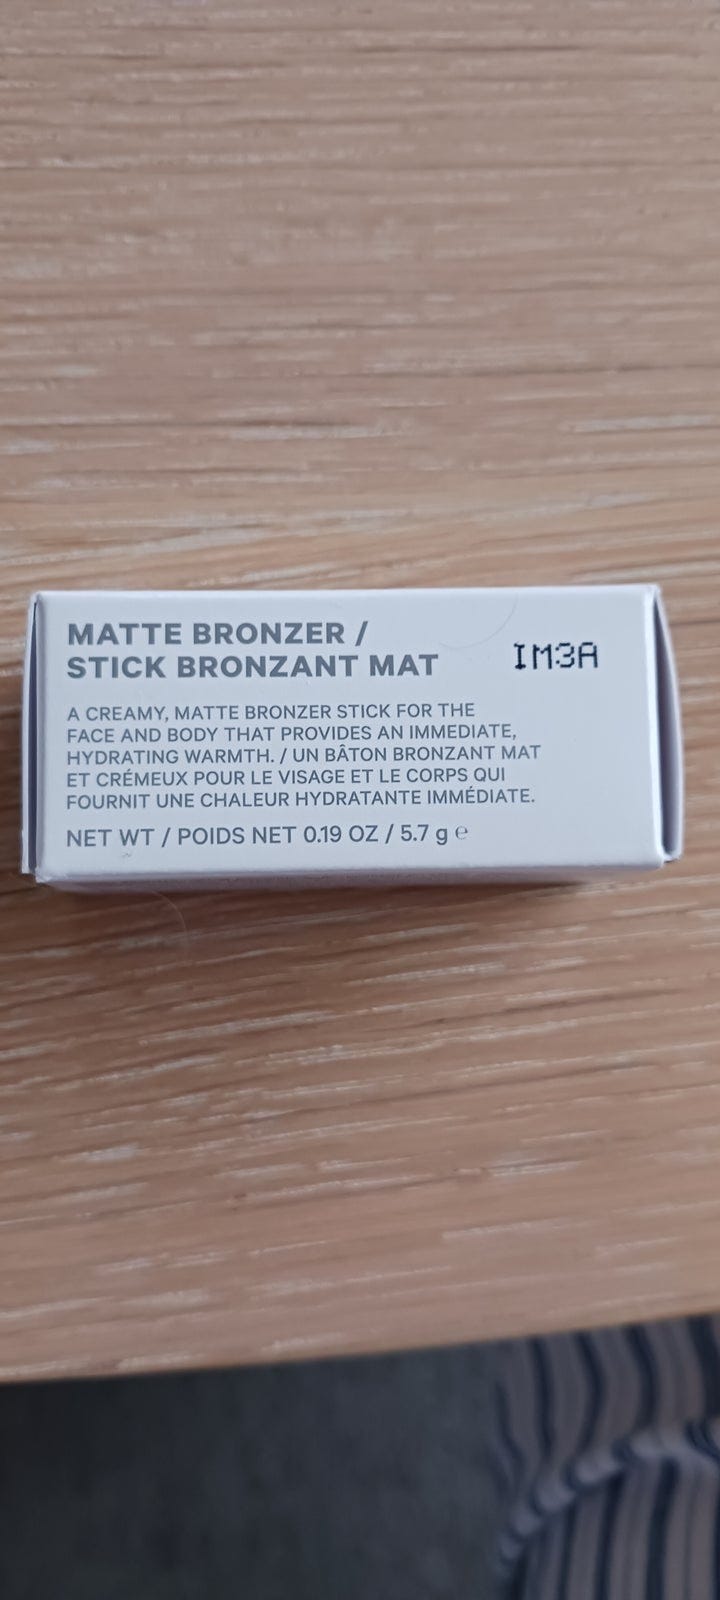 MATTE BRONZER /
STICK BRONZANT MAT
IM3A
A CREAMY, MATTE BRONZER STICK FOR THE
FACE AND BODY THAT PROVIDES AN IMMEDIATE,
HYDRATING WARMTH. / UN BÂTON BRONZANT MAT
ET CRÉMEUX POUR LE VISAGE ET LE CORPS QUI
FOURNIT UNE CHALEUR HYDRATANTE IMMÉDIATE.
NET WT / POIDS NET 0.19 OZ / 5.7 g ℮